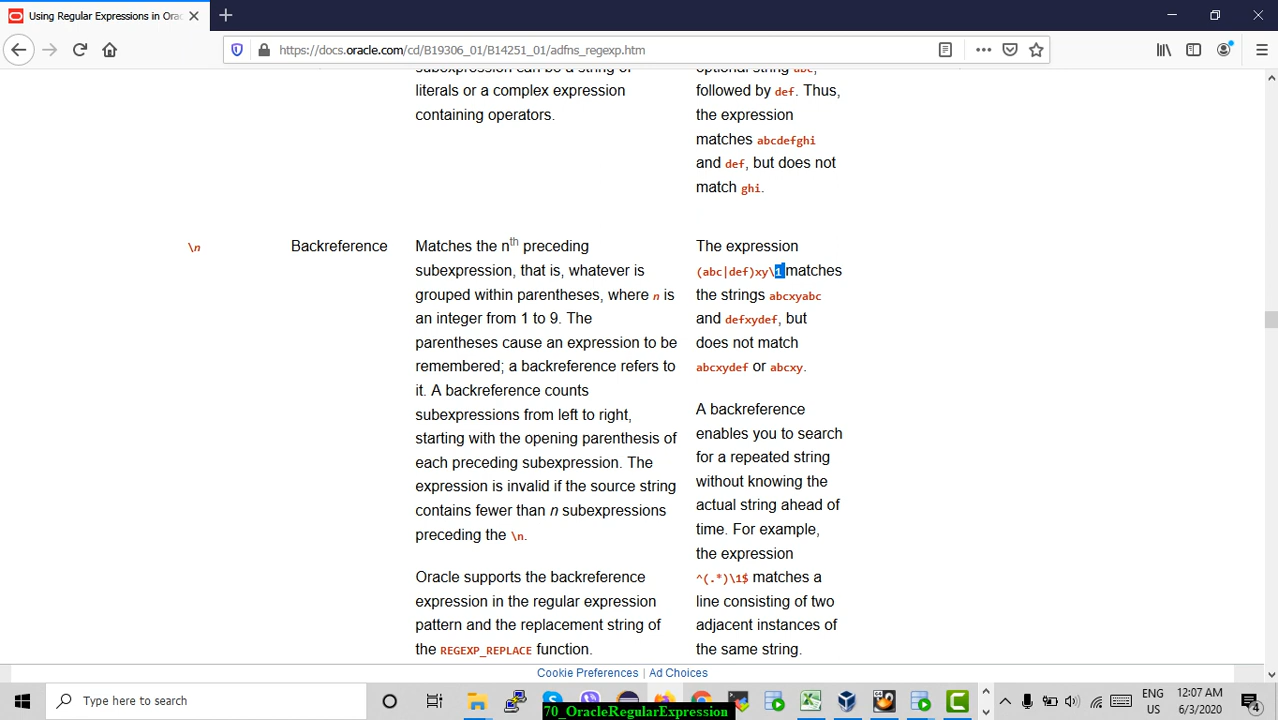 Using Regular Expressions in Orac
https://docs.oracle.com/cd/B19306_01/B14251_01/adfns_regexp.htm
subexpression can be a string of
literals or a complex expression
containing operators.
optional string abc,
followed by def. Thus,
the expression
matches abcdefghi
and def, but does not
match ghi.
\n
Backreference
Matches the nth preceding
subexpression, that is, whatever is
grouped within parentheses, where n is
an integer from 1 to 9. The
parentheses cause an expression to be
remembered; a backreference refers to
it. A backreference counts
subexpressions from left to right,
starting with the opening parenthesis of
each preceding subexpression. The
expression is invalid if the source string
contains fewer than n subexpressions
preceding the \n.
Oracle supports the backreference
expression in the regular expression
pattern and the replacement string of
the REGEXP_REPLACE function.
The expression
(abc|def)xy\1 matches
the strings abcxyabc
and defxydef, but
does not match
abcxydef or abcxy.
A backreference
enables you to search
for a repeated string
without knowing the
actual string ahead of
time. For example,
the expression
^(.*)\1$ matches a
line consisting of two
adjacent instances of
the same string.
Cookie Preferences | Ad Choices
Type here to search
70_OracleRegularExpression
ENG
US
12:07 AM
6/3/2020
4